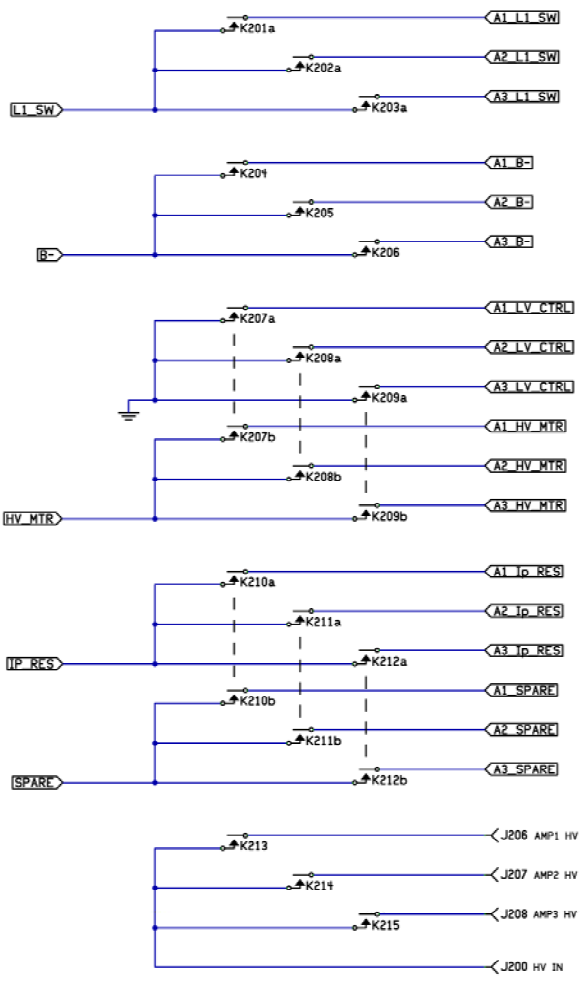 A1_L1_SW
K201a
A2_L1_SW
K202a
A3_L1_SW
L1_SW
K203a
A1_B-
K204
A2_B-
K205
A3_B-
B-
K206
A1_LV_CTRL
K207a
A2_LV_CTRL
K208a
A3_LV_CTRL
K209a
A1_HV_MTR
K207b
A2_HV_MTR
K208b
A3_HV_MTR
HV_MTR
K209b
A1_Ip_RES
K210a
A2_Ip_RES
K211a
A3_Ip_RES
IP_RES
K212a
A1_SPARE
K210b
A2_SPARE
K211b
A3_SPARE
SPARE
K212b
J206 AMP1 HV
K213
J207 AMP2 HV
K214
J208 AMP3 HV
K215
J200 HV IN